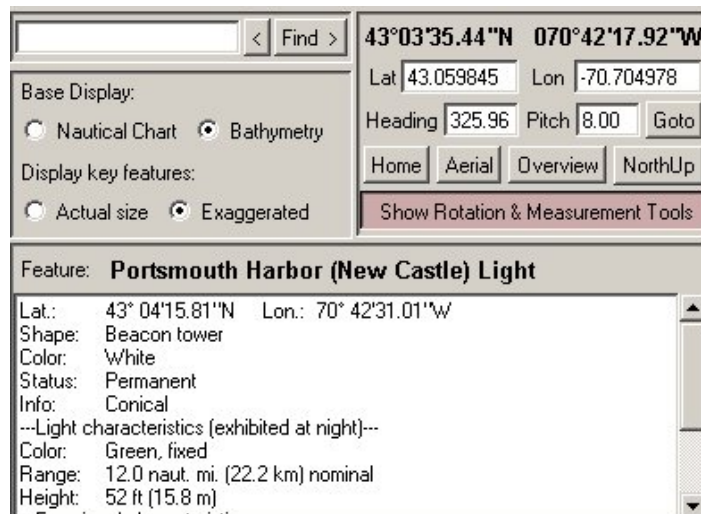 < Find >
43°03'35.44"N 070°42'17.92"W
Lat 43.059845 Lon -70.704978
Heading 325.96 Pitch 8.00 Goto
Home Aerial Overview NorthUp
Show Rotation & Measurement Tools
Base Display:
Nautical Chart Bathymetry
Display key features:
Actual size Exaggerated
Feature: Portsmouth Harbor (New Castle) Light
Lat.: 43° 04'15.81"N Lon.: 70° 42'31.01"W
Shape: Beacon tower
Color: White
Status: Permanent
Info: Conical
---Light characteristics (exhibited at night)---
Color: Green, fixed
Range: 12.0 naut. mi. (22.2 km) nominal
Height: 52 ft (15.8 m)